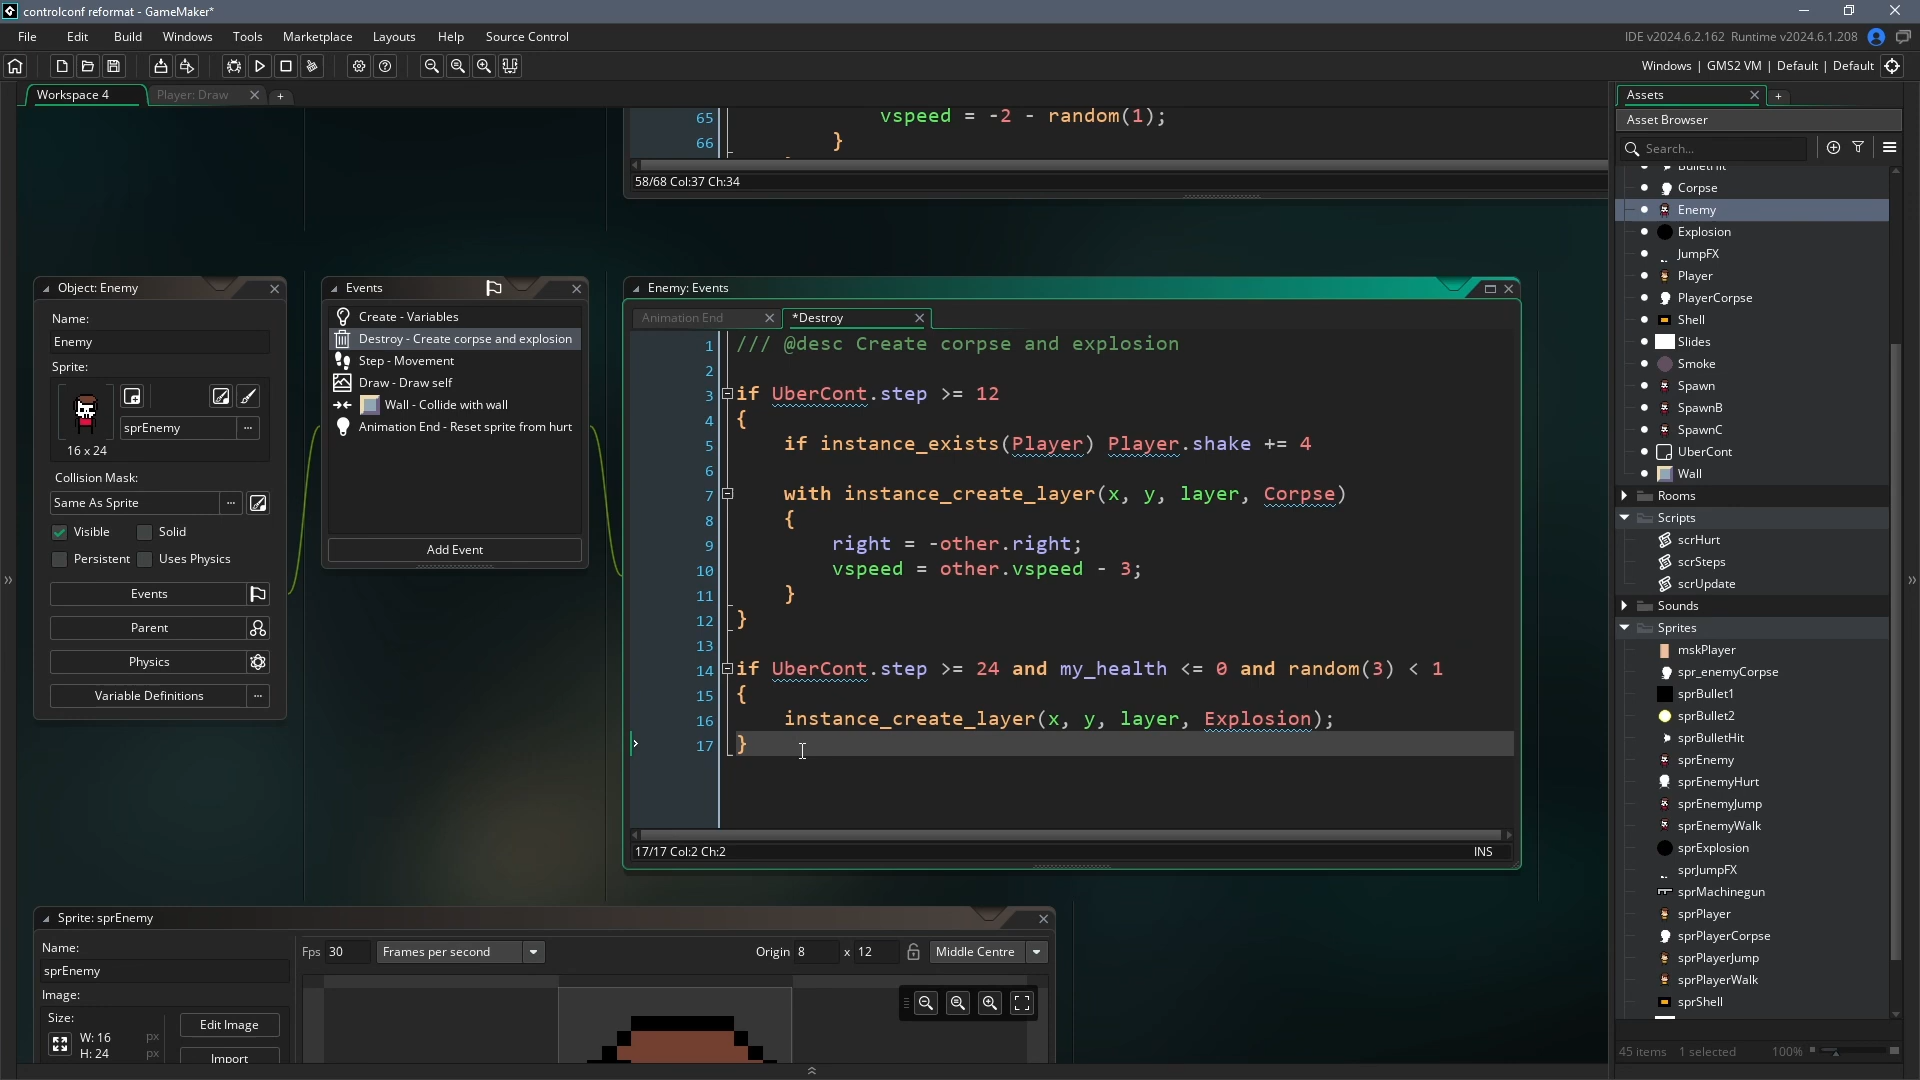 controlconf reformat - GameMaker*
File Edit Build Windows Tools Marketplace Layouts Help Source Control
IDE v2024.6.2.162 Runtime v2024.6.1.208
Windows | GMS2 VM | Default | Default
Workspace 4
Player: Draw
65 vspeed = -2 - random(1);
66 }
58/68 Col:37 Ch:34
Object: Enemy
Name:
Enemy
Sprite:
sprEnemy
16 x 24
Collision Mask:
Same As Sprite
Visible Solid
Persistent Uses Physics
Events
Parent
Physics
Variable Definitions
Events
Create - Variables
Destroy - Create corpse and explosion
Step - Movement
Draw - Draw self
Wall - Collide with wall
Animation End - Reset sprite from hurt
Add Event
Enemy: Events
Animation End
*Destroy
1 /// @desc Create corpse and explosion
2
3 if UberCont.step >= 12
4 {
5 if instance_exists(Player) Player.shake += 4
6
7 with instance_create_layer(x, y, layer, Corpse)
8 {
9 right = -other.right;
10 vspeed = other.vspeed - 3;
11 }
12 }
13
14 if UberCont.step >= 24 and my_health <= 0 and random(3) < 1
15 {
16 instance_create_layer(x, y, layer, Explosion);
17 }
17/17 Col:2 Ch:2
INS
Sprite: sprEnemy
Name:
sprEnemy
Image:
Size:
W: 16 px
H: 24 px
Edit Image
Import
Fps 30 Frames per second
Origin 8 x 12 Middle Centre
Assets
Asset Browser
Search...
BulletHit
Corpse
Enemy
Explosion
JumpFX
Player
PlayerCorpse
Shell
Slides
Smoke
Spawn
SpawnB
SpawnC
UberCont
Wall
Rooms
Scripts
scrHurt
scrSteps
scrUpdate
Sounds
Sprites
mskPlayer
spr_enemyCorpse
sprBullet1
sprBullet2
sprBulletHit
sprEnemy
sprEnemyHurt
sprEnemyJump
sprEnemyWalk
sprExplosion
sprJumpFX
sprMachinegun
sprPlayer
sprPlayerCorpse
sprPlayerJump
sprPlayerWalk
sprShell
45 items 1 selected 100%